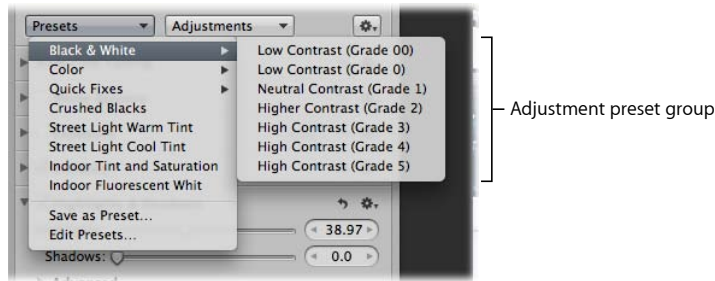 Presets
Adjustments
Black & White
Color
Quick Fixes
Crushed Blacks
Street Light Warm Tint
Street Light Cool Tint
Indoor Tint and Saturation
Indoor Fluorescent Whit
Save as Preset...
Edit Presets...
Low Contrast (Grade 00)
Low Contrast (Grade 0)
Neutral Contrast (Grade 1)
Higher Contrast (Grade 2)
High Contrast (Grade 3)
High Contrast (Grade 4)
High Contrast (Grade 5)
Adjustment preset group
38.97
Shadows:
0.0